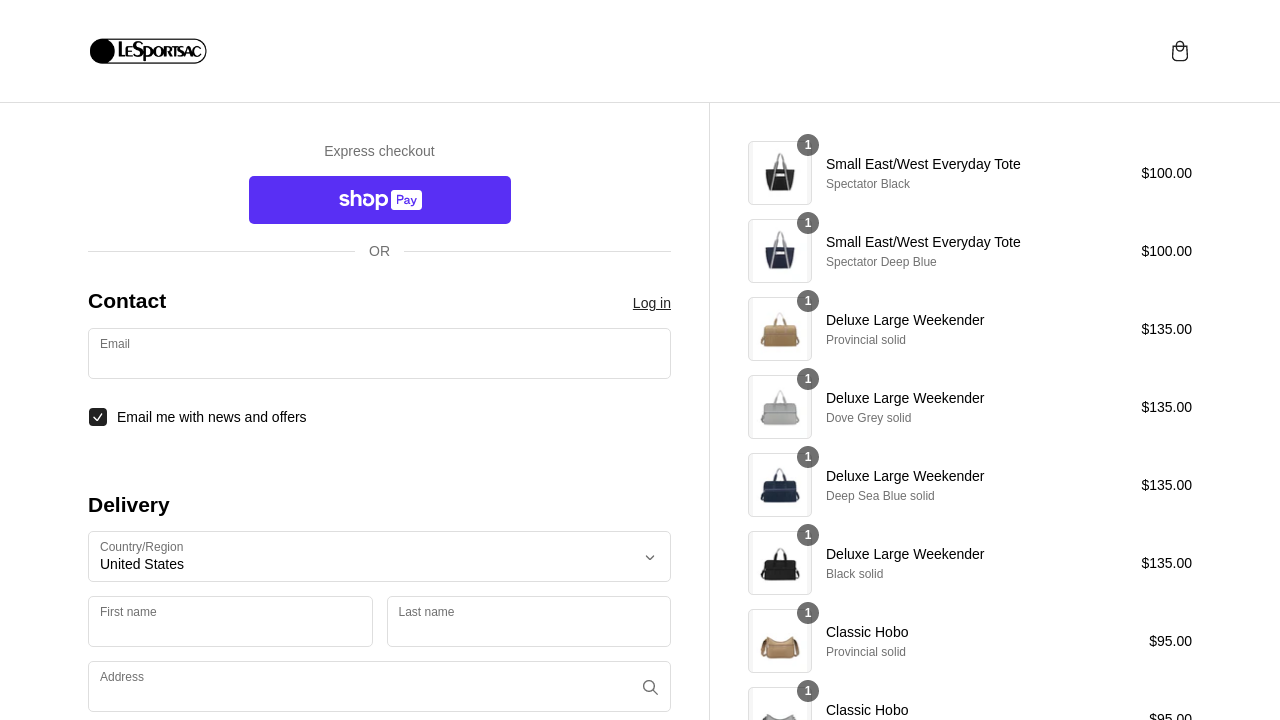 LeSportsac
Express checkout
shop Pay
OR
Contact
Log in
Email
Email me with news and offers
Delivery
Country/Region
United States
First name
Last name
Address
1
Small East/West Everyday Tote
Spectator Black
$100.00
1
Small East/West Everyday Tote
Spectator Deep Blue
$100.00
1
Deluxe Large Weekender
Provincial solid
$135.00
1
Deluxe Large Weekender
Dove Grey solid
$135.00
1
Deluxe Large Weekender
Deep Sea Blue solid
$135.00
1
Deluxe Large Weekender
Black solid
$135.00
1
Classic Hobo
Provincial solid
$95.00
1
Classic Hobo
$95.00